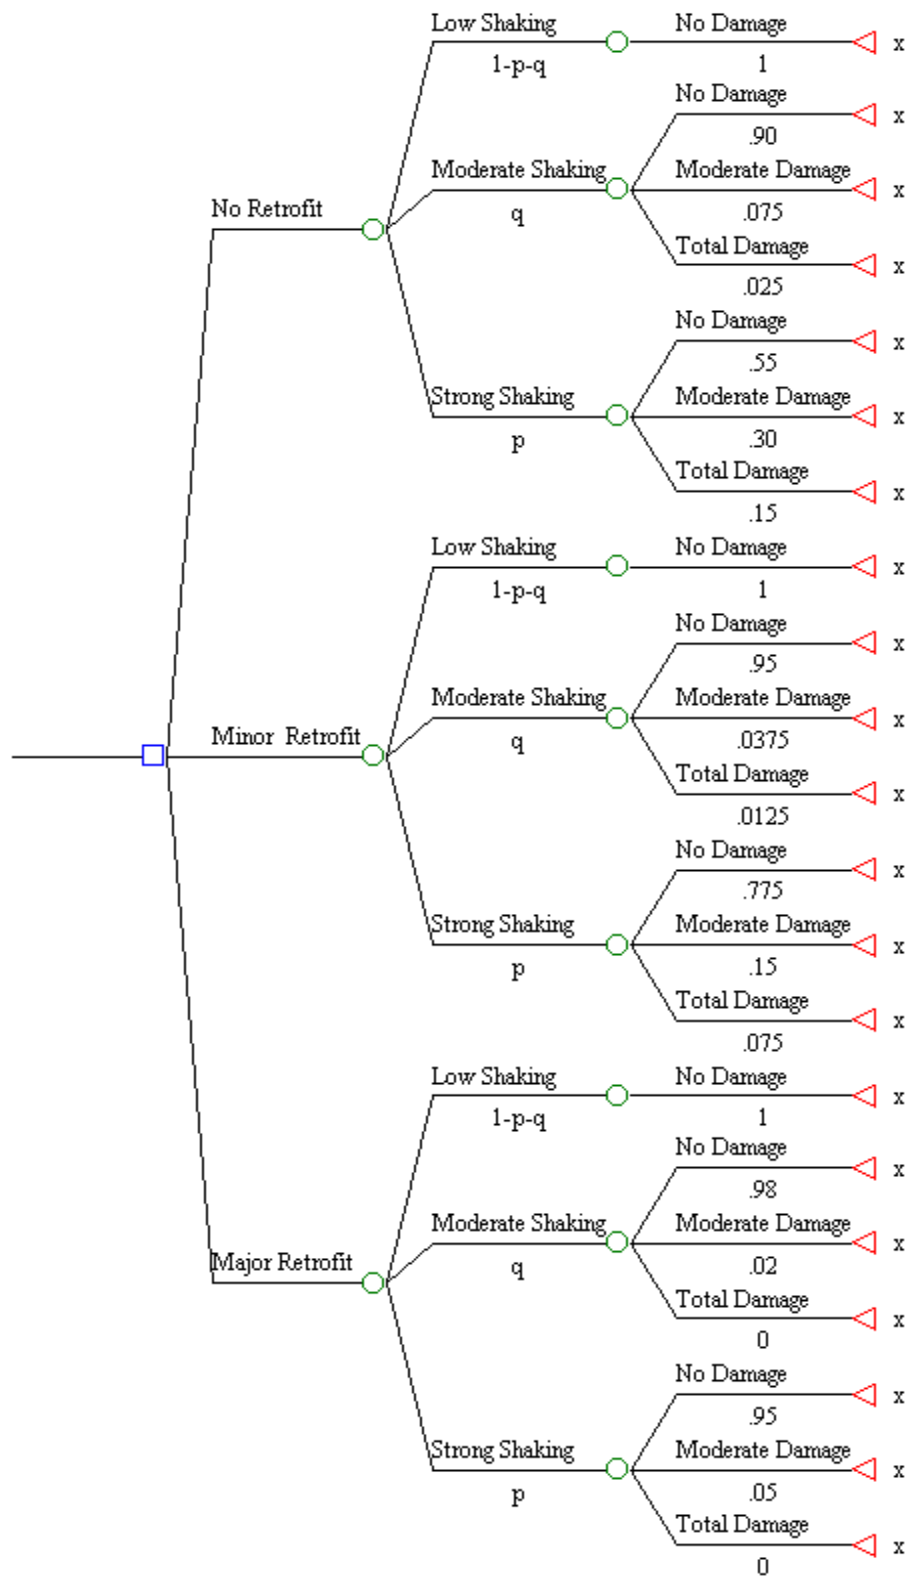 Low Shaking
1-p-q
No Damage
1
x
No Retrofit
Moderate Shaking
q
No Damage
.90
x
Moderate Damage
.075
x
Total Damage
.025
x
Strong Shaking
p
No Damage
.55
x
Moderate Damage
.30
x
Total Damage
.15
x
Minor Retrofit
Low Shaking
1-p-q
No Damage
1
x
Moderate Shaking
q
No Damage
.95
x
Moderate Damage
.0375
x
Total Damage
.0125
x
Strong Shaking
p
No Damage
.775
x
Moderate Damage
.15
x
Total Damage
.075
x
Major Retrofit
Low Shaking
1-p-q
No Damage
1
x
Moderate Shaking
q
No Damage
.98
x
Moderate Damage
.02
x
Total Damage
0
x
Strong Shaking
p
No Damage
.95
x
Moderate Damage
.05
x
Total Damage
0
x